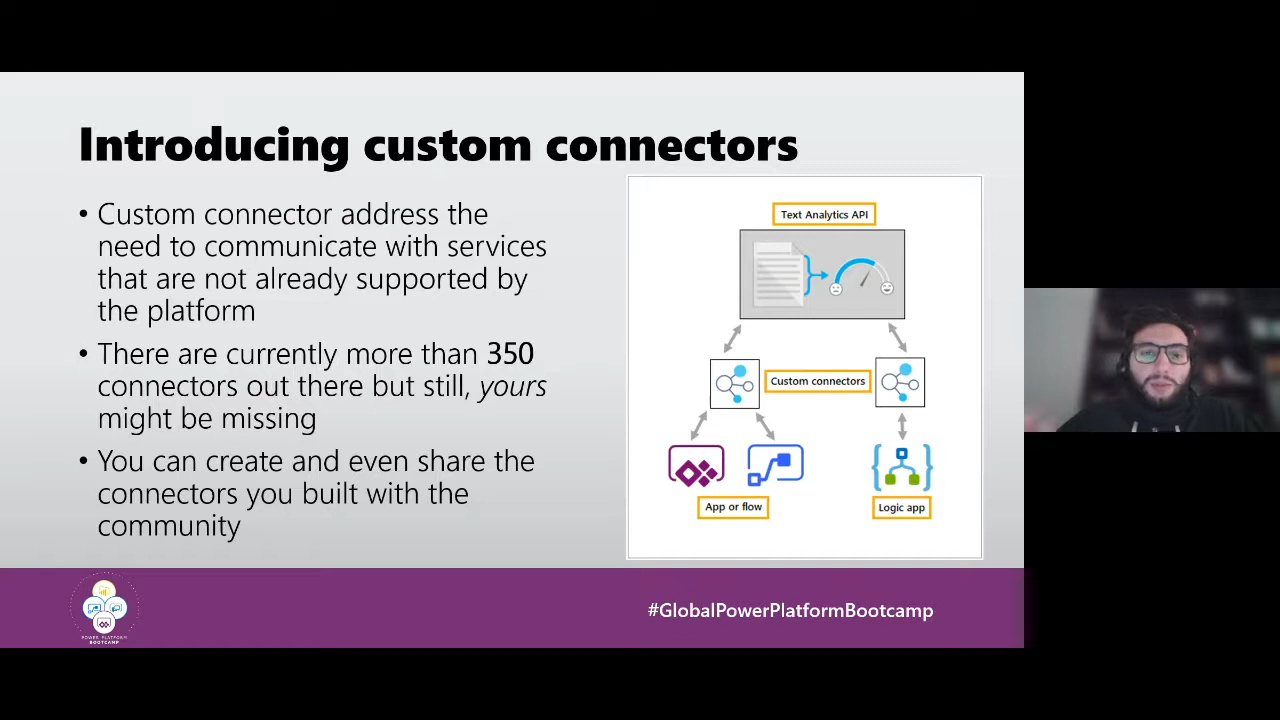 Introducing custom connectors
• Custom connector address the
need to communicate with services
that are not already supported by
the platform
• There are currently more than 350
connectors out there but still, yours
might be missing
• You can create and even share the
connectors you built with the
community
Text Analytics API
Custom connectors
App or flow
Logic app
POWER PLATFORM
BOOTCAMP
#GlobalPowerPlatformBootcamp